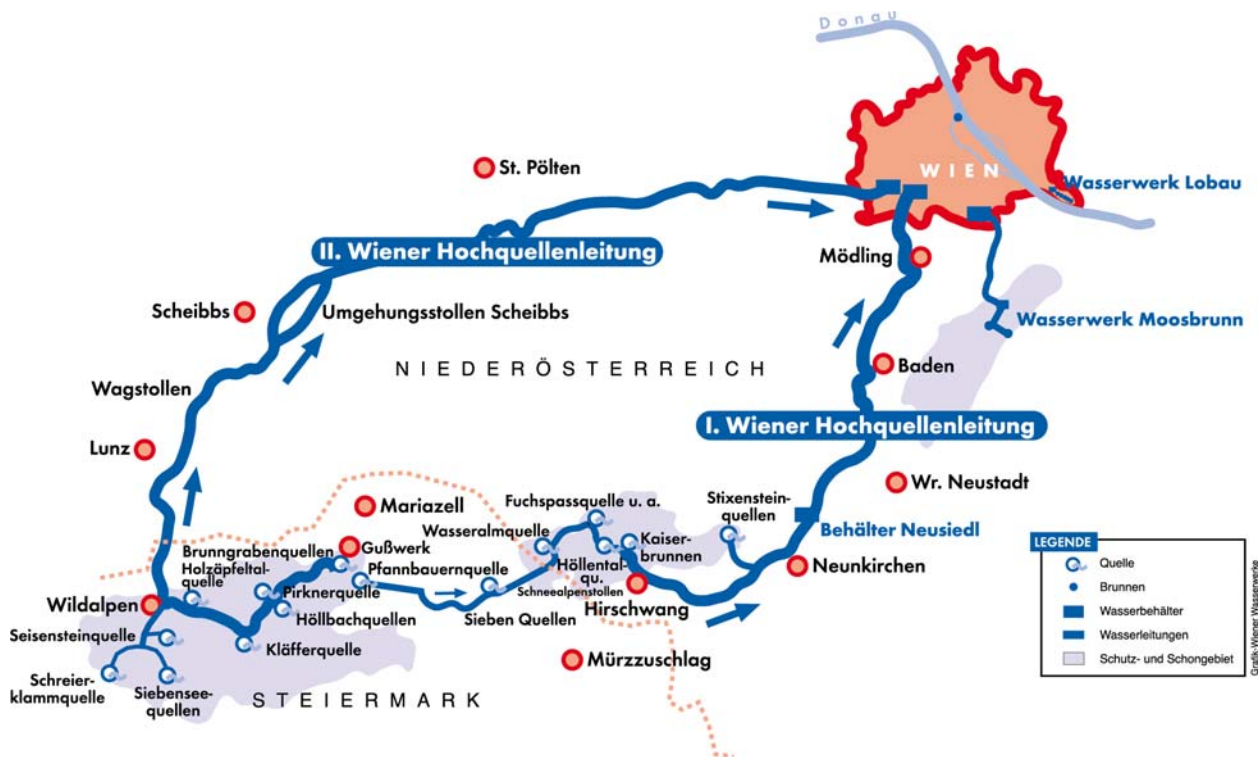 Donau
WIEN
Wasserwerk Lobau
St. Pölten
II. Wiener Hochquellenleitung
Mödling
Scheibbs
Umgehungsstollen Scheibbs
Wasserwerk Moosbrunn
NIEDERÖSTERREICH
Baden
Wagstollen
I. Wiener Hochquellenleitung
Lunz
Wr. Neustadt
Mariazell
Fuchspassquelle u. a.
Stixenstein-
quellen
Wasseralmquelle
Behälter Neusiedl
Kaiser-
brunnen
Brunngrabenquellen
Gußwerk
Holzäpfeltal-
quelle
Pfannbauernquelle
Höllental-
qu.
Schneealpenstollen
Neunkirchen
Pirknerquelle
Wildalpen
Höllbachquellen
Sieben Quellen
Hirschwang
Seisensteinquelle
Kläfferquelle
Mürzzuschlag
Schreier-
klammquelle
Siebensee-
quellen
STEIERMARK
LEGENDE
Quelle
Brunnen
Wasserbehälter
Wasserleitungen
Schutz- und Schongebiet
Grafik-Wiener Wasserwerke